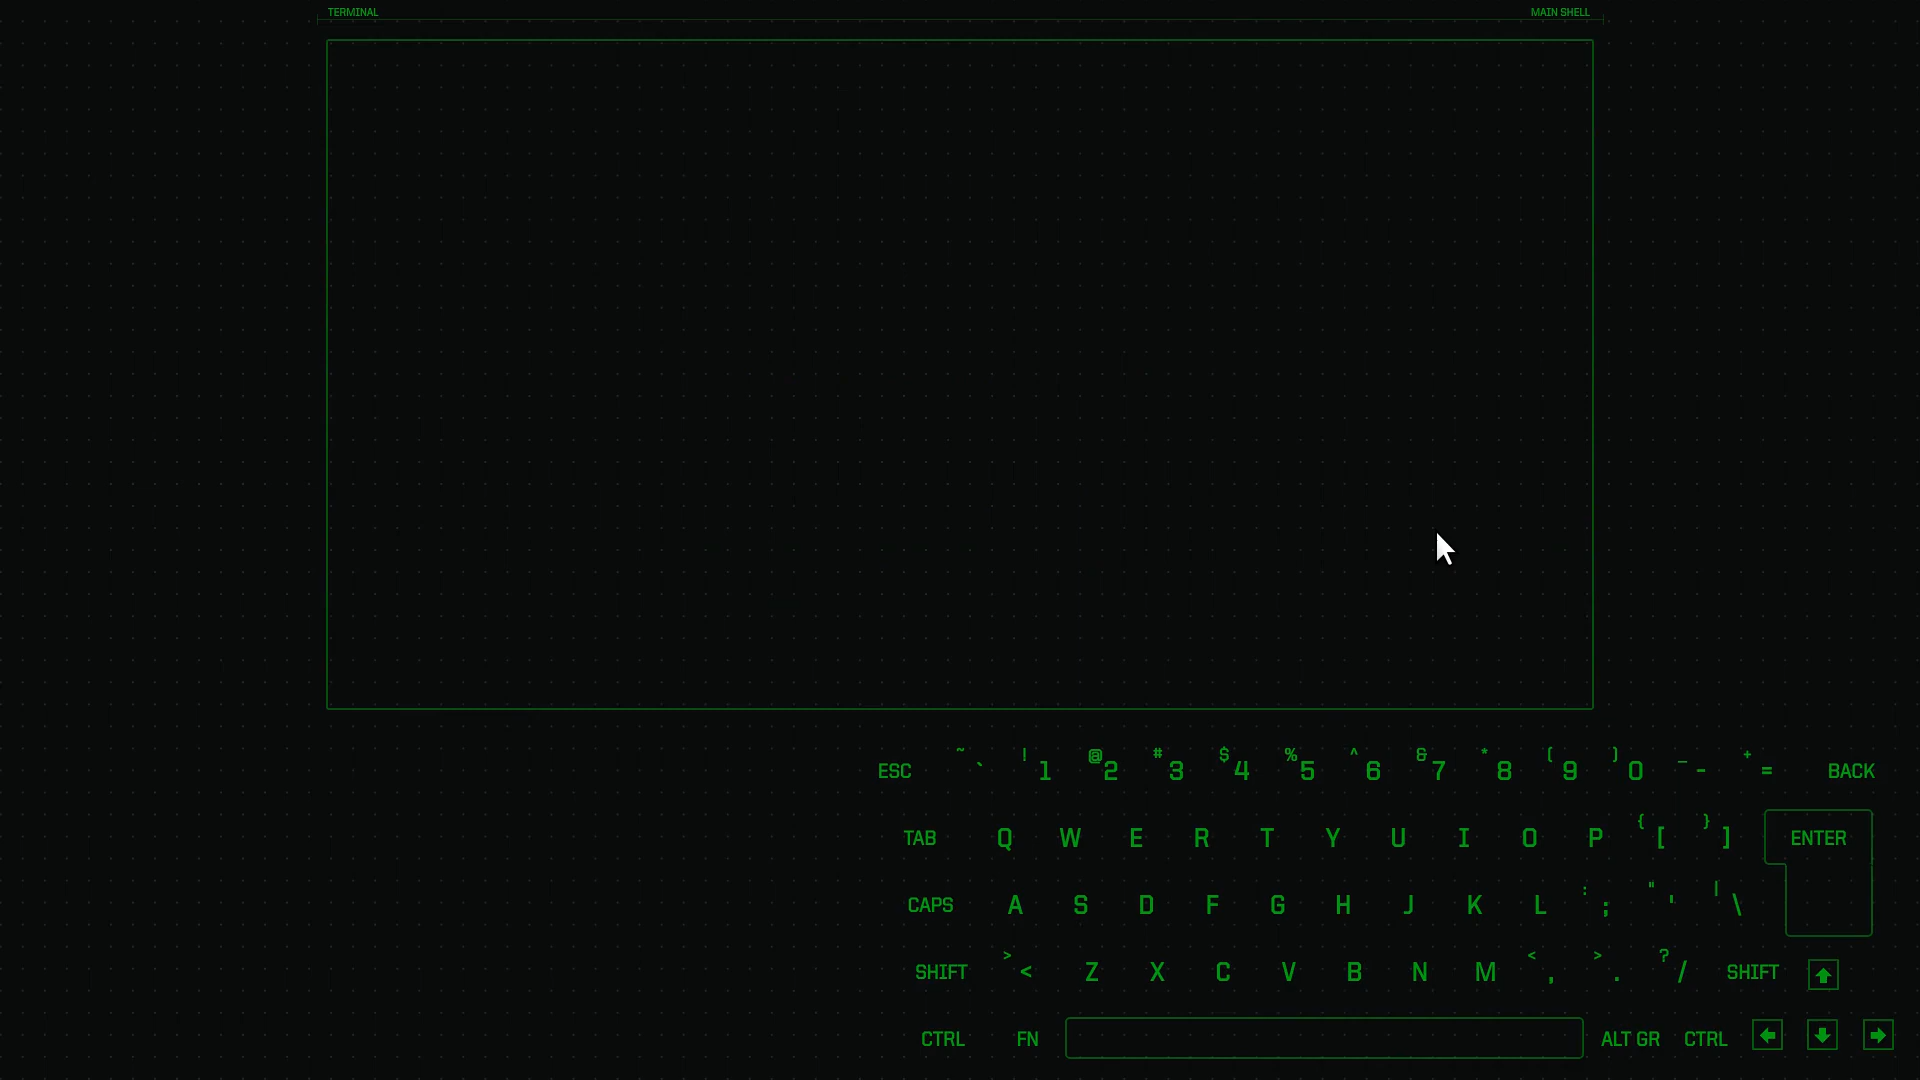 TERMINAL MAIN SHELL
ESC ~ ` ! 1 @ 2 # 3 $ 4 % 5 ^ 6 & 7 * 8 ( 9 ) 0 _ - + = BACK
TAB Q W E R T Y U I O P { [ } ] ENTER
CAPS A S D F G H J K L : ; " ' | \
SHIFT > < Z X C V B N M < , > . ? / SHIFT
CTRL FN ALT GR CTRL